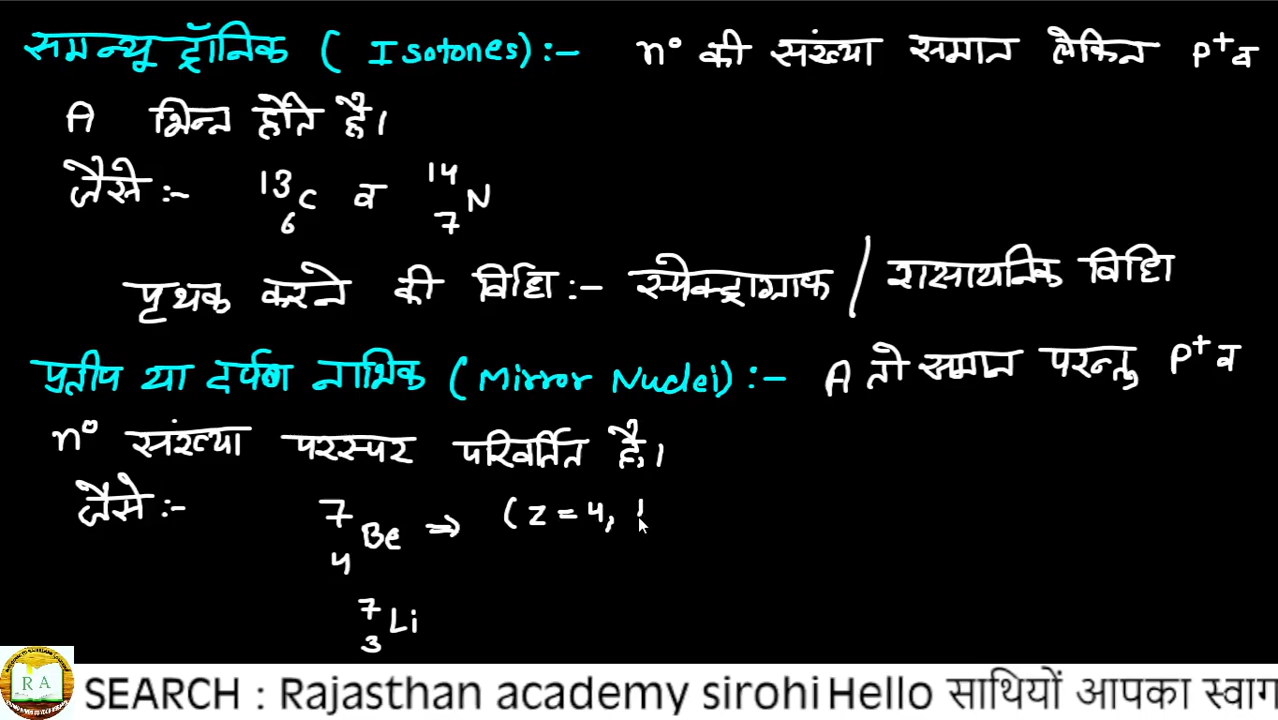 समन्यूट्रॉनिक ( Isotones) :- n° की संख्या समान लेकिन P⁺ व
A भिन्न होते है।
जैसे :- ¹³₆C व ¹⁴₇N
पृथक करने की विधि :- स्पेक्ट्राग्राफ / रासायनिक विधि
प्रतीप या दर्पण नाभिक (Mirror Nuclei) :- A तो समान परन्तु P⁺ व
n° संख्या परस्पर परिवर्तित है।
जैसे :- ⁷₄Be ⇒ ( Z = 4,
⁷₃Li
RA
SEARCH : Rajasthan academy sirohi Hello साथियों आपका स्वाग